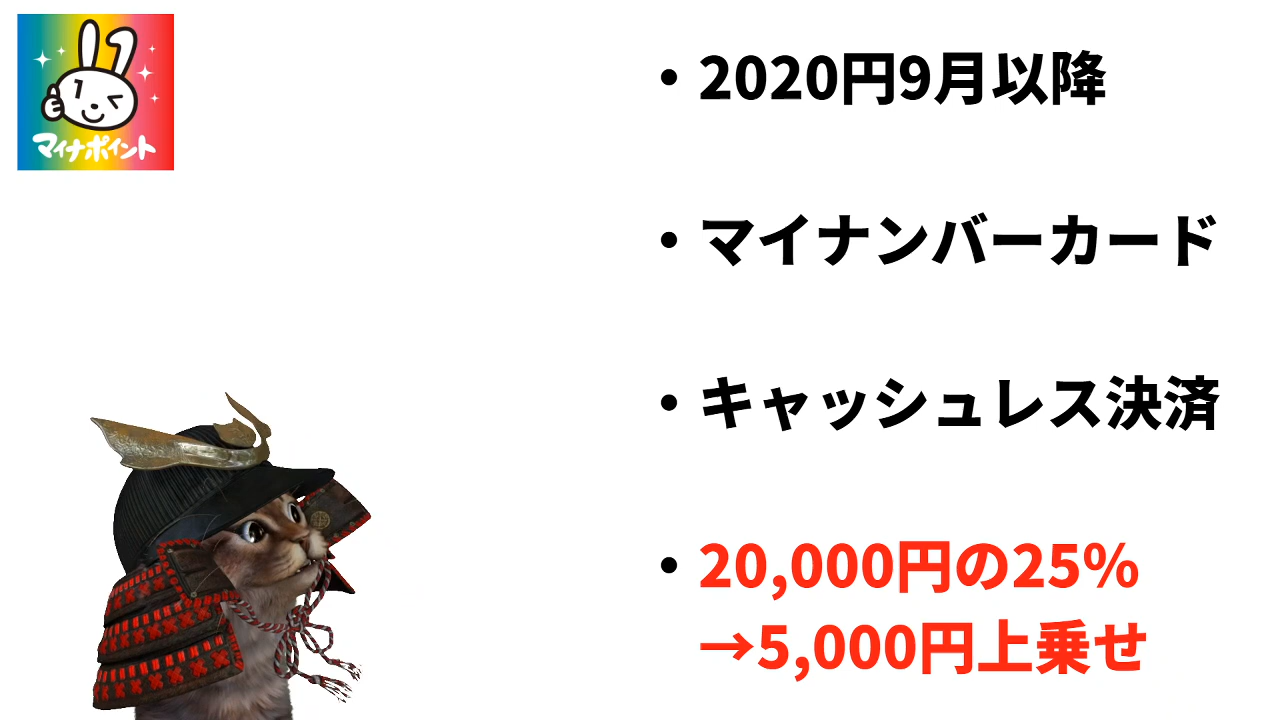 マイナポイント
・2020円9月以降
・マイナンバーカード
・キャッシュレス決済
・20,000円の25%
→5,000円上乗せ